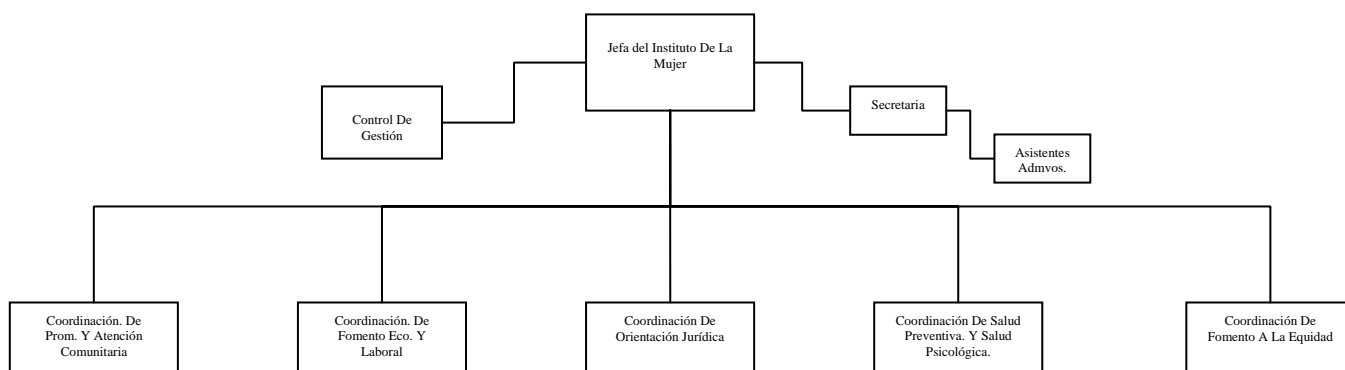 Jefa del Instituto De La
Mujer
Control De
Gestión
Secretaria
Asistentes
Admvos.
Coordinación. De
Prom. Y Atención
Comunitaria
Coordinación. De
Fomento Eco. Y
Laboral
Coordinación De
Orientación Jurídica
Coordinación De Salud
Preventiva. Y Salud
Psicológica.
Coordinación De
Fomento A La Equidad